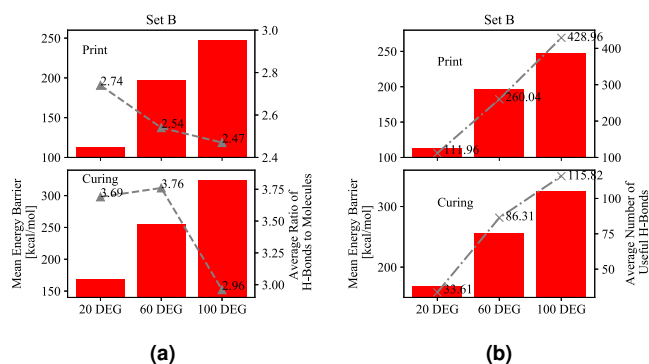 Set B
Print
250
200
150
100
3.0
2.8
2.6
2.4
2.74
2.54
2.47
Curing
300
250
200
150
3.75
3.50
3.25
3.00
3.69
3.76
2.96
Mean Energy Barrier
[kcal/mol]
Average Ratio of
H-Bonds to Molecules
20 DEG
60 DEG
100 DEG
(a)
Set B
Print
250
200
150
100
400
300
200
100
111.96
260.04
428.96
Curing
300
200
100
75
50
33.61
86.31
115.82
Mean Energy Barrier
[kcal/mol]
Average Number of
Useful H-Bonds
20 DEG
60 DEG
100 DEG
(b)